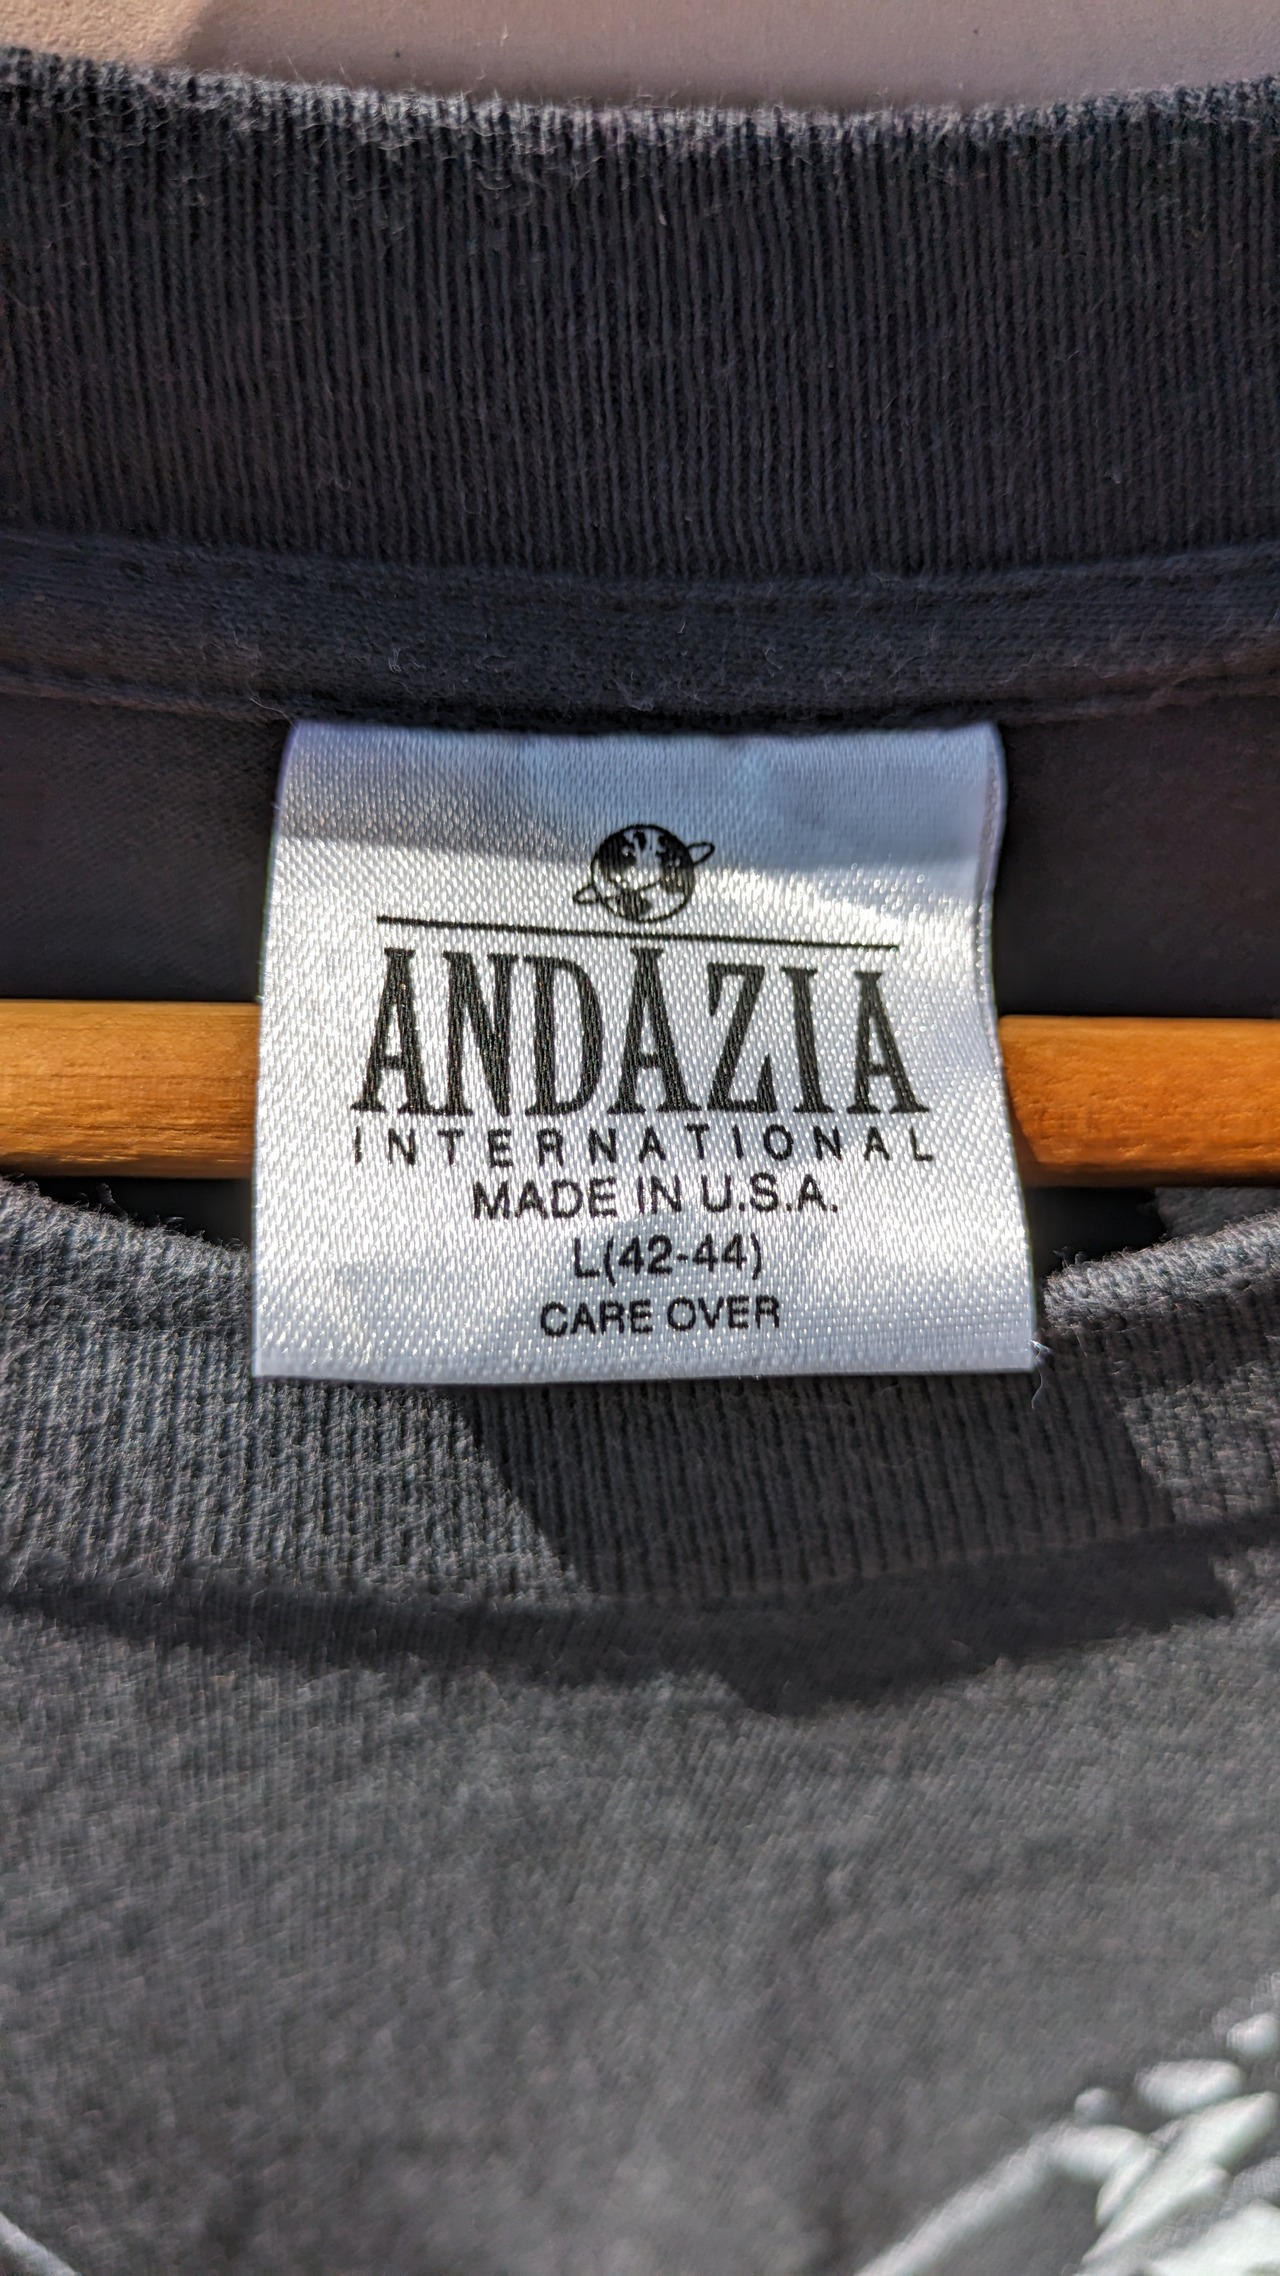 ANDAZIA
INTERNATIONAL
MADE IN U.S.A.
L(42-44)
CARE OVER